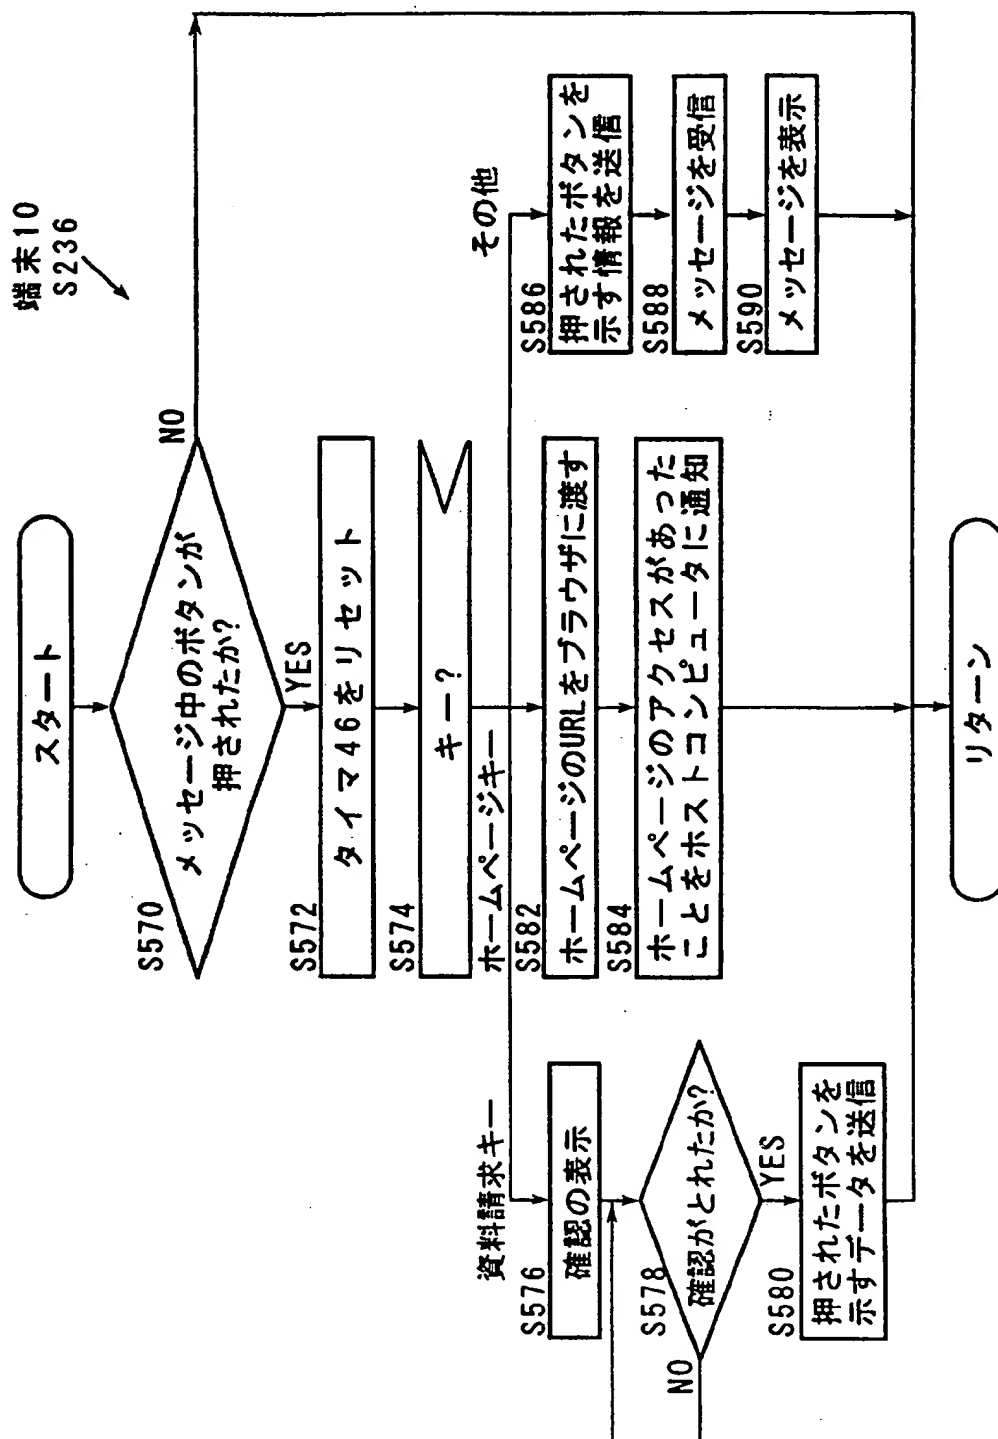 端末10
S236
スタート
S570
メッセージ中のボタンが
押されたか?
NO
YES
S572
タイマ46をリセット
S574
キー?
資料請求キー
ホームページキー
その他
S576
確認の表示
S578
確認がとれたか?
NO
YES
S580
押されたボタンを
示すデータを送信
S582
ホームページのURLをブラウザに渡す
S584
ホームページのアクセスがあった
ことをホストコンピュータに通知
S586
押されたボタンを
示す情報を送信
S588
メッセージを受信
S590
メッセージを表示
リターン